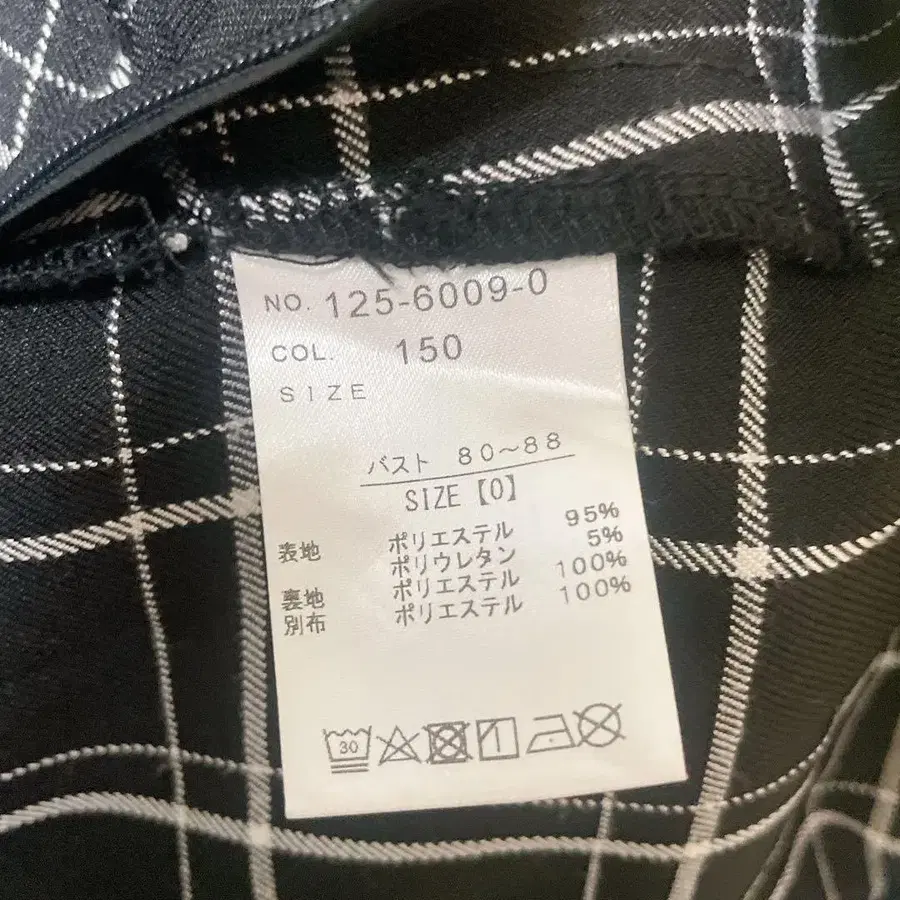 NO. 125-6009-0
COL. 150
SIZE
バスト 80～88
SIZE【0】
表地 ポリエステル 95%
ポリウレタン 5%
裏地 ポリエステル 100%
別布 ポリエステル 100%
30